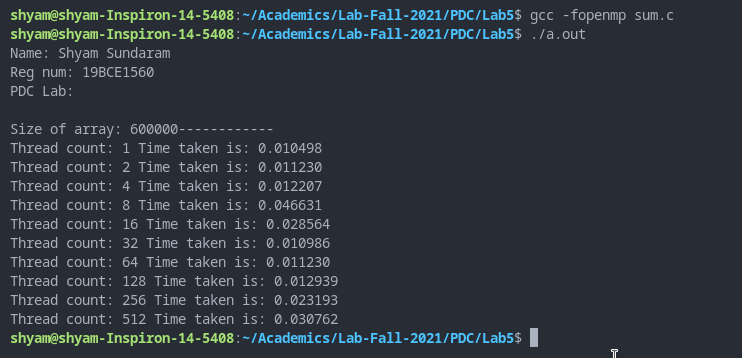 shyam@shyam-Inspiron-14-5408:~/Academics/Lab-Fall-2021/PDC/Lab5$ gcc -fopenmp sum.c
shyam@shyam-Inspiron-14-5408:~/Academics/Lab-Fall-2021/PDC/Lab5$ ./a.out
Name: Shyam Sundaram
Reg num: 19BCE1560
PDC Lab:
Size of array: 600000------------
Thread count: 1 Time taken is: 0.010498
Thread count: 2 Time taken is: 0.011230
Thread count: 4 Time taken is: 0.012207
Thread count: 8 Time taken is: 0.046631
Thread count: 16 Time taken is: 0.028564
Thread count: 32 Time taken is: 0.010986
Thread count: 64 Time taken is: 0.011230
Thread count: 128 Time taken is: 0.012939
Thread count: 256 Time taken is: 0.023193
Thread count: 512 Time taken is: 0.030762
shyam@shyam-Inspiron-14-5408:~/Academics/Lab-Fall-2021/PDC/Lab5$